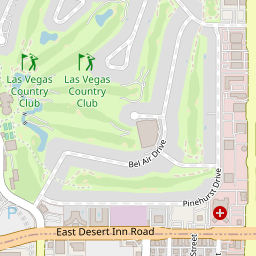 Las Vegas
Country
Club
Las Vegas
Country
Club
Bel Air Drive
Pinehurst Drive
East Desert Inn Road
Street
P